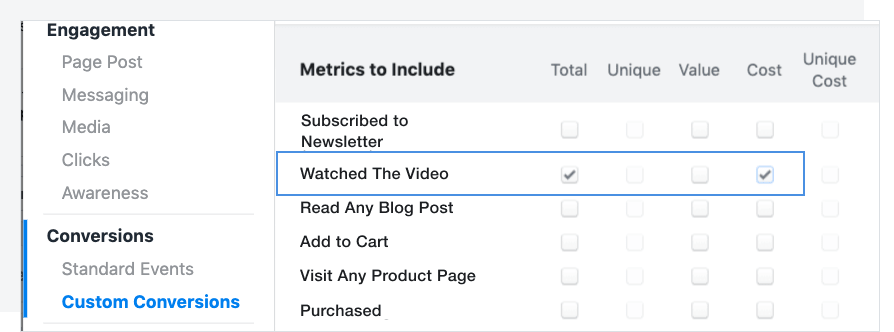 Engagement
Page Post
Messaging
Media
Clicks
Awareness
Conversions
Standard Events
Custom Conversions
Metrics to Include Total Unique Value Cost Unique Cost
Subscribed to
Newsletter
Watched The Video
Read Any Blog Post
Add to Cart
Visit Any Product Page
Purchased